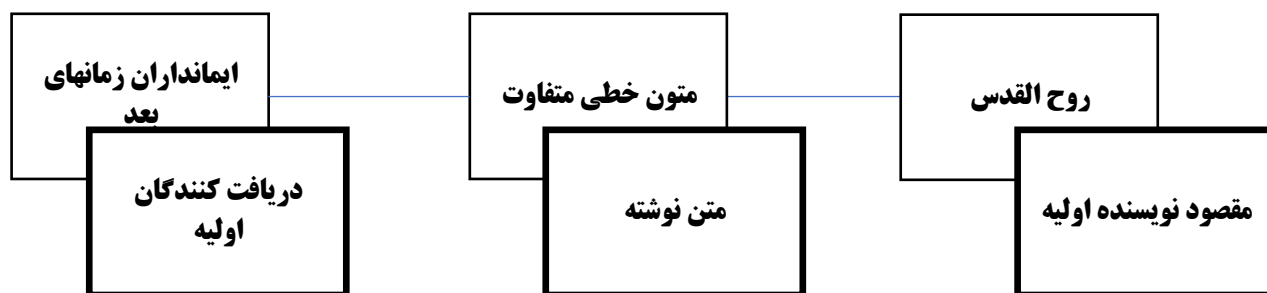 روح القدس
مقصود نویسنده اولیه
متون خطی متفاوت
متن نوشته
ایمانداران زمانهای
بعد
دریافت کنندگان
اولیه